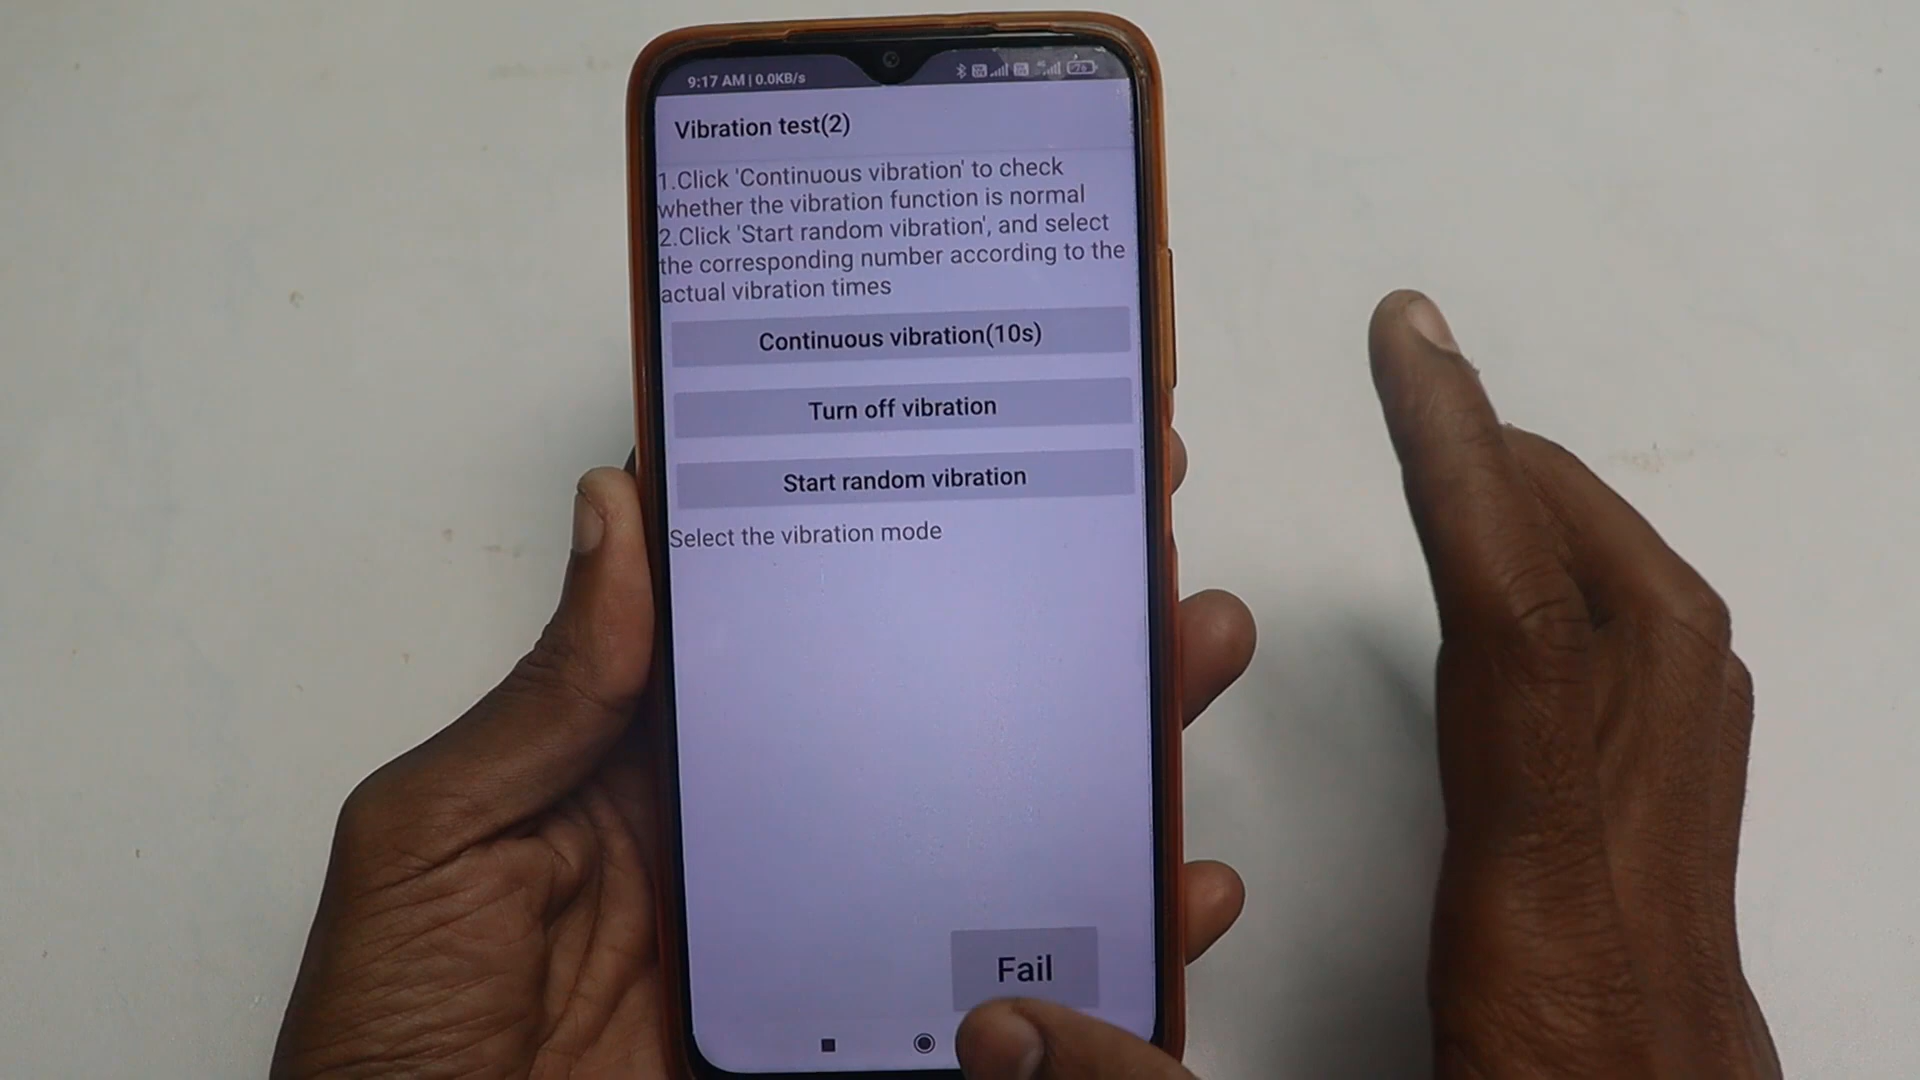 9:17 AM | 0.0KB/s
Vibration test(2)
1.Click 'Continuous vibration' to check
whether the vibration function is normal
2.Click 'Start random vibration', and select
the corresponding number according to the
actual vibration times
Continuous vibration(10s)
Turn off vibration
Start random vibration
Select the vibration mode
Fail